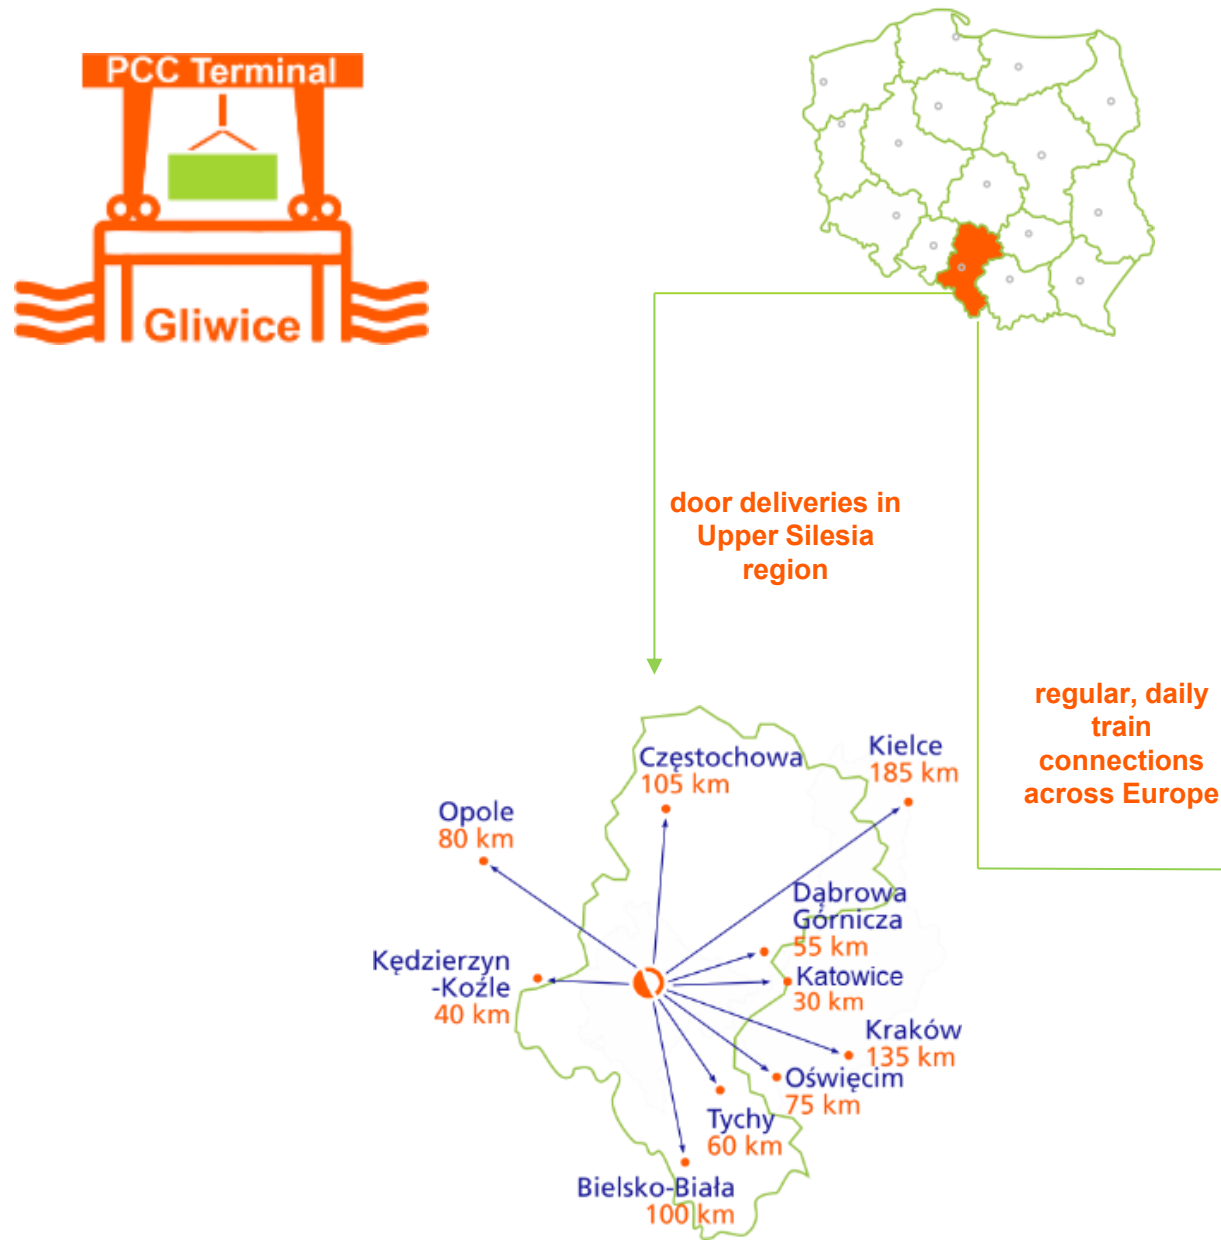 PCC Terminal
Gliwice
door deliveries in
Upper Silesia
region
regular, daily
train
connections
across Europe
Częstochowa
105 km
Kielce
185 km
Opole
80 km
Dąbrowa
Górnicza
55 km
Kędzierzyn
-Koźle
40 km
Katowice
30 km
Kraków
135 km
Oświęcim
75 km
Tychy
60 km
Bielsko-Biała
100 km